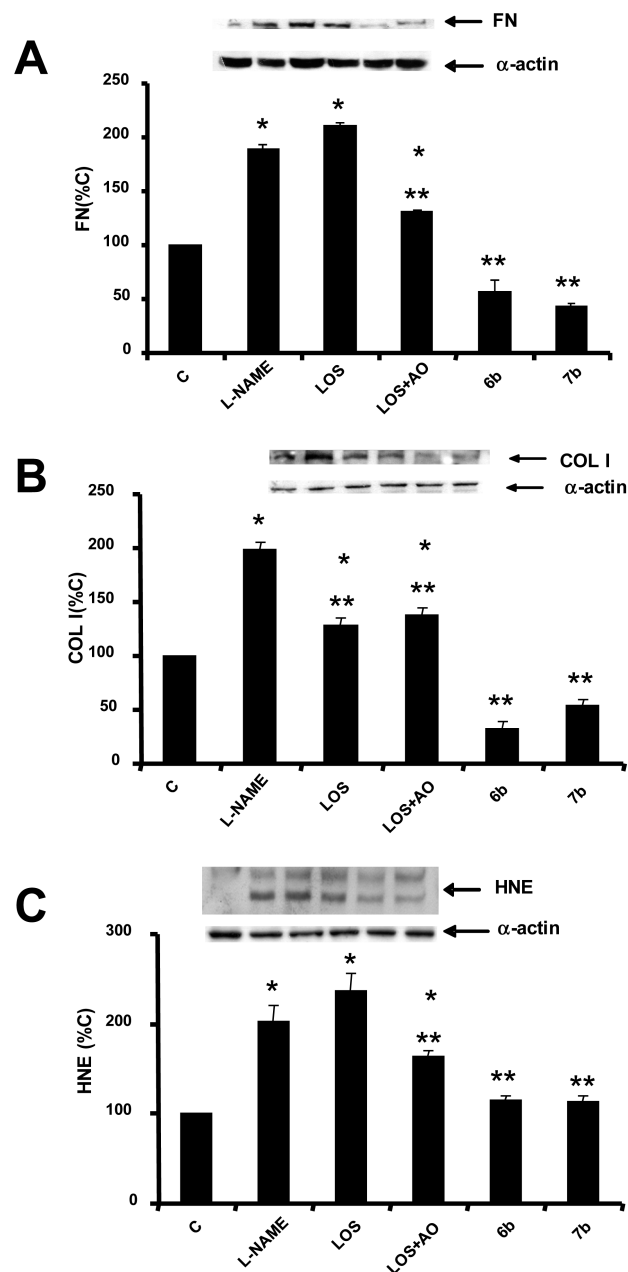 FN
A
α-actin
250
200
150
100
50
0
FN(%C)
*
*
*
**
**
**
C
L-NAME
LOS
LOS+AO
6b
7b
COL I
B
α-actin
250
200
150
100
50
0
COL I(%C)
*
*
**
*
**
**
**
C
L-NAME
LOS
LOS+AO
6b
7b
HNE
C
α-actin
300
200
100
0
HNE (%C)
*
*
*
**
**
**
C
L-NAME
LOS
LOS+AO
6b
7b